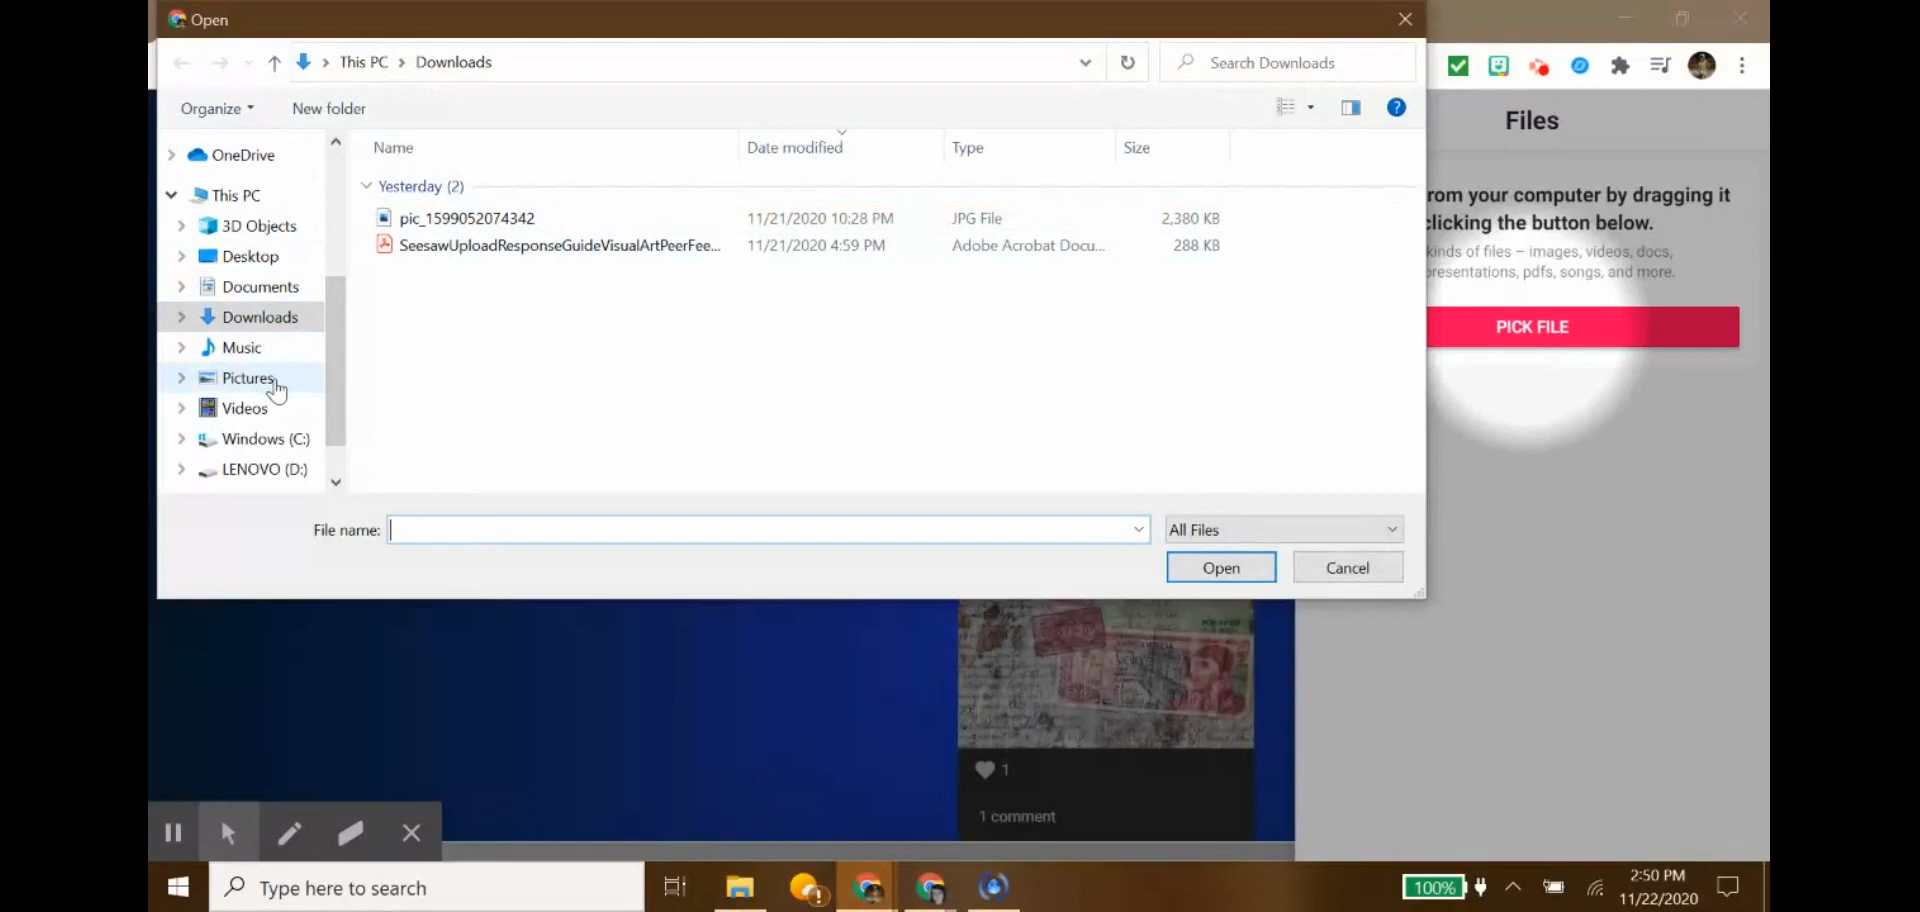 Open
This PC > Downloads
Search Downloads
Organize
New folder
Files
OneDrive
This PC
3D Objects
Desktop
Documents
Downloads
Music
Pictures
Videos
Windows (C:)
LENOVO (D:)
Name Date modified Type Size
Yesterday (2)
pic_1599052074342 11/21/2020 10:28 PM JPG File 2,380 KB
SeesawUploadResponseGuideVisualArtPeerFee... 11/21/2020 4:59 PM Adobe Acrobat Docu... 288 KB
rom your computer by dragging it
clicking the button below.
kinds of files – images, videos, docs,
presentations, pdfs, songs, and more.
PICK FILE
File name:
All Files
Open
Cancel
1
1 comment
Type here to search
100%
2:50 PM
11/22/2020